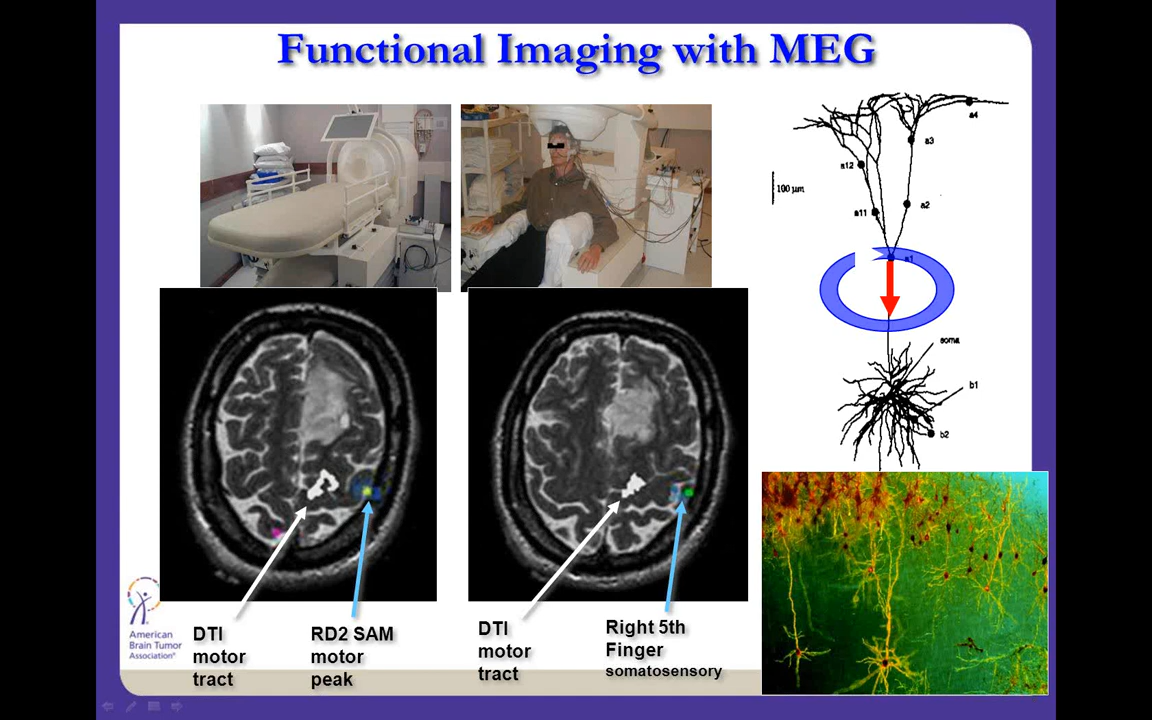 Functional Imaging with MEG
a4
a3
a12
100 µm
a11
a2
a1
soma
b1
b2
American
Brain Tumor
Association®
DTI
motor
tract
RD2 SAM
motor
peak
DTI
motor
tract
Right 5th
Finger
somatosensory